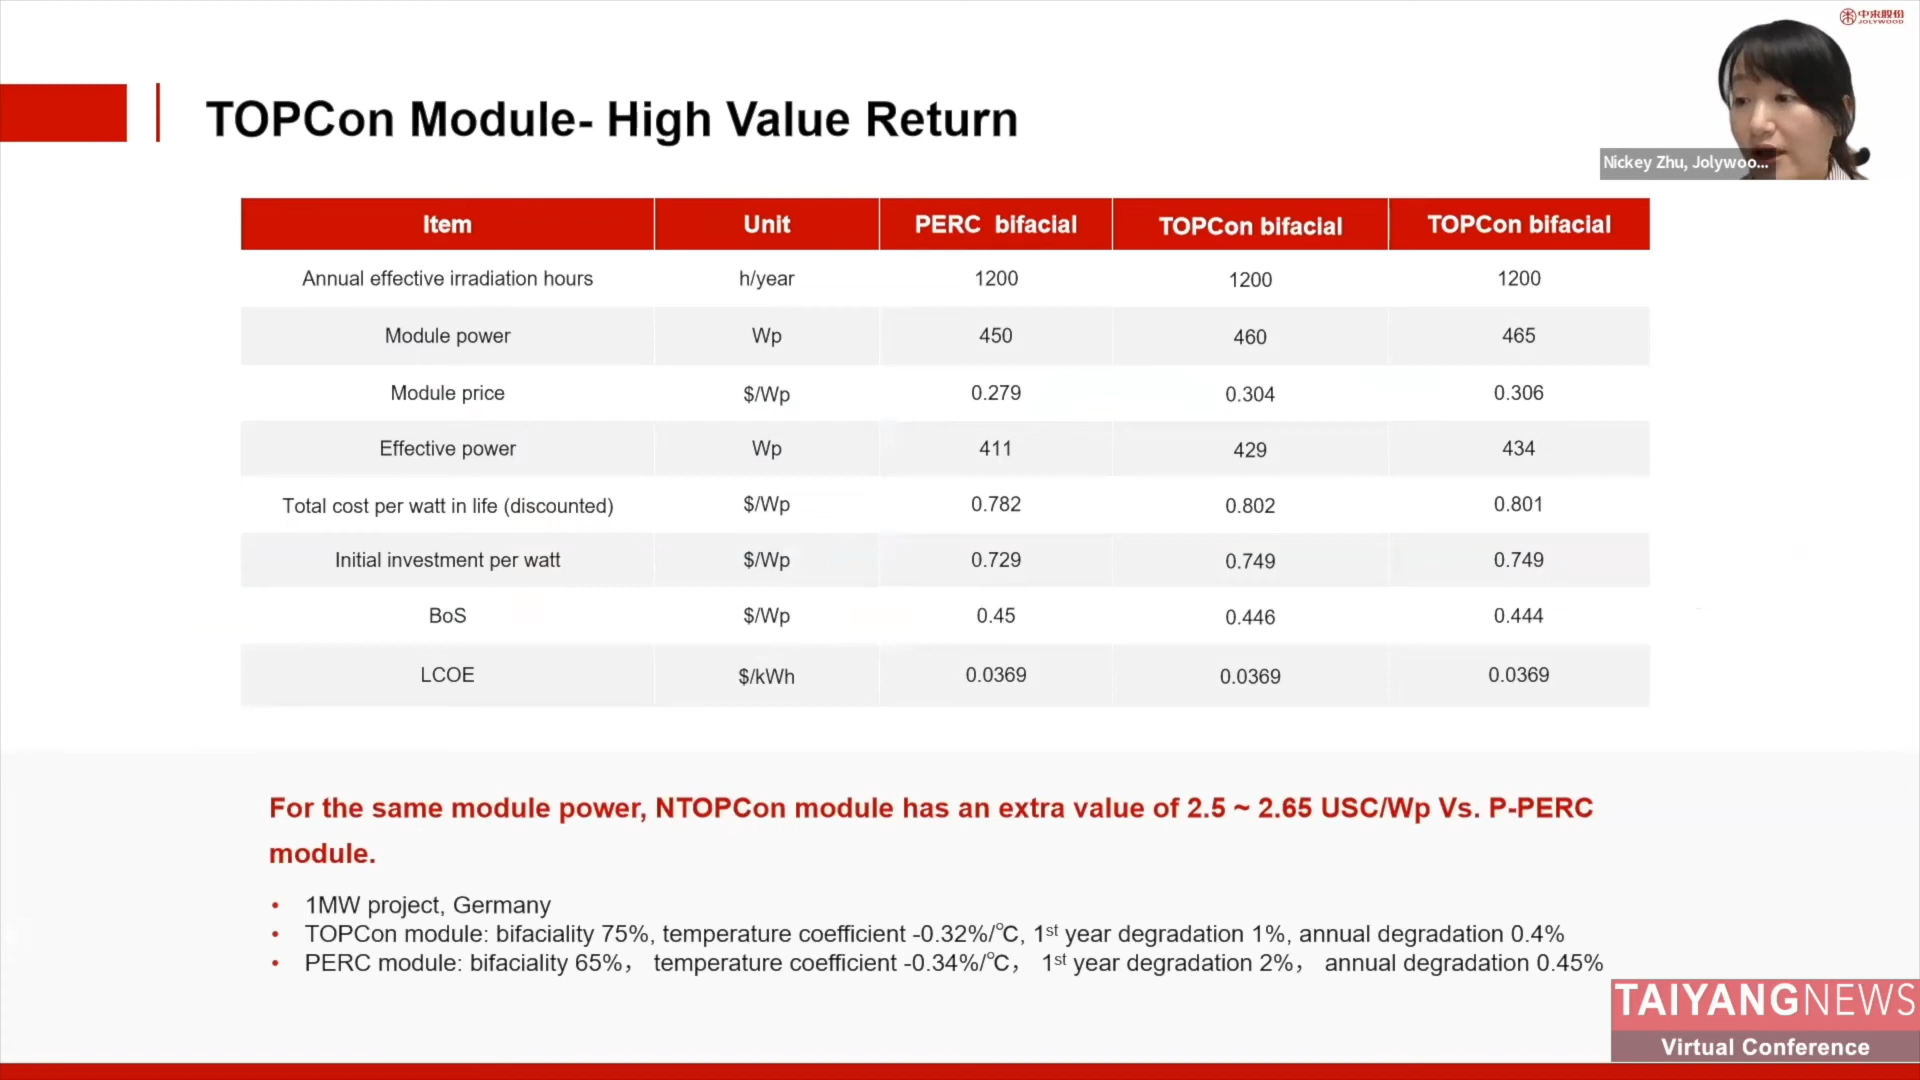 中来股份
JOLYWOOD
TOPCon Module- High Value Return
Nickey Zhu, Jolywoo...
Item Unit PERC bifacial TOPCon bifacial TOPCon bifacial
Annual effective irradiation hours h/year 1200 1200 1200
Module power Wp 450 460 465
Module price $/Wp 0.279 0.304 0.306
Effective power Wp 411 429 434
Total cost per watt in life (discounted) $/Wp 0.782 0.802 0.801
Initial investment per watt $/Wp 0.729 0.749 0.749
BoS $/Wp 0.45 0.446 0.444
LCOE $/kWh 0.0369 0.0369 0.0369
For the same module power, NTOPCon module has an extra value of 2.5 ~ 2.65 USC/Wp Vs. P-PERC
module.
• 1MW project, Germany
• TOPCon module: bifaciality 75%, temperature coefficient -0.32%/℃, 1st year degradation 1%, annual degradation 0.4%
• PERC module: bifaciality 65%， temperature coefficient -0.34%/℃， 1st year degradation 2%， annual degradation 0.45%
TAIYANGNEWS
Virtual Conference